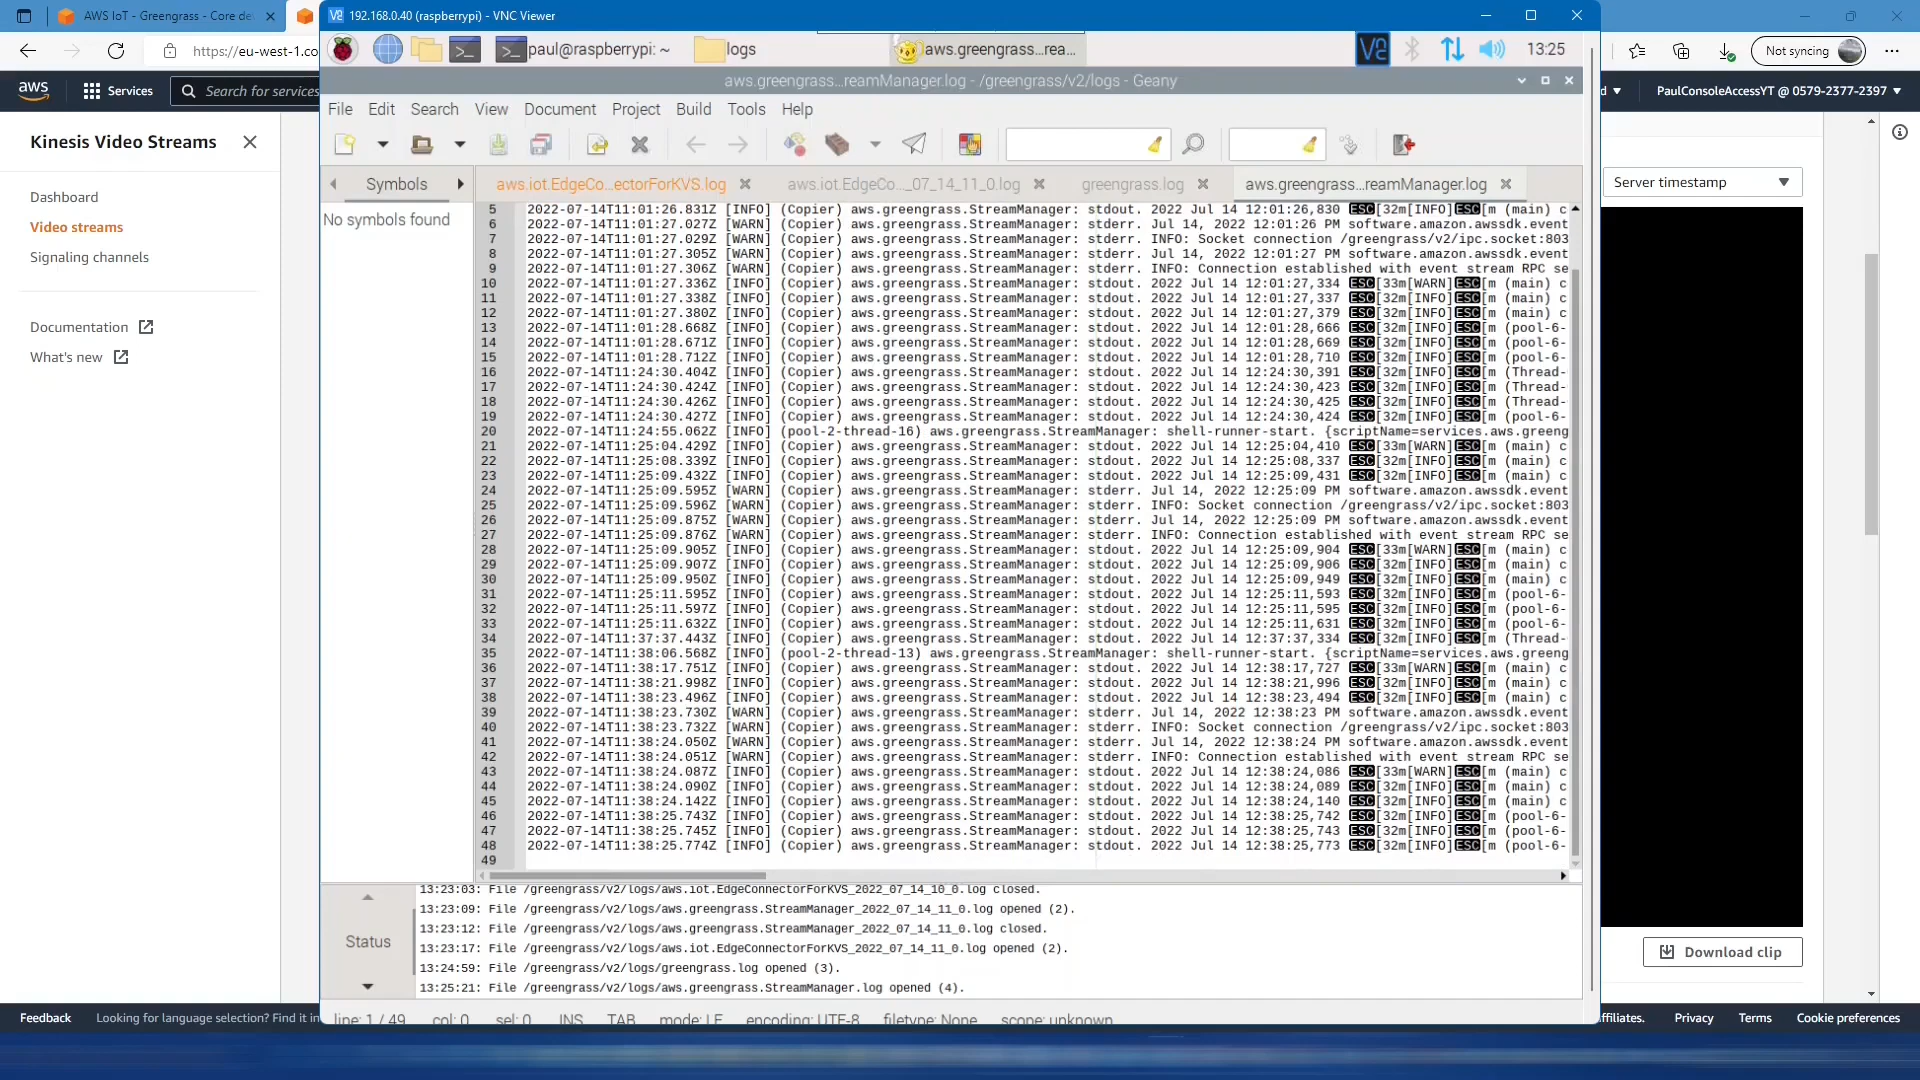 AWS IoT - Greengrass - Core de
192.168.0.40 (raspberrypi) - VNC Viewer
https://eu-west-1.co
paul@raspberrypi: ~
logs
aws.greengrass...rea...
13:25
Not syncing
aws
Services
Search for services
aws.greengrass...reamManager.log - /greengrass/v2/logs - Geany
PaulConsoleAccessYT @ 0579-2377-2397
File Edit Search View Document Project Build Tools Help
Kinesis Video Streams
Dashboard
Video streams
Signaling channels
Documentation
What's new
Symbols
No symbols found
aws.iot.EdgeCo...ectorForKVS.log
aws.iot.EdgeCo..._07_14_11_0.log
greengrass.log
aws.greengrass...reamManager.log
Server timestamp
5 2022-07-14T11:01:26.831Z [INFO] (Copier) aws.greengrass.StreamManager: stdout. 2022 Jul 14 12:01:26,830 ESC[32m[INFO]ESC[m (main) c
6 2022-07-14T11:01:27.027Z [WARN] (Copier) aws.greengrass.StreamManager: stderr. Jul 14, 2022 12:01:26 PM software.amazon.awssdk.event
7 2022-07-14T11:01:27.029Z [WARN] (Copier) aws.greengrass.StreamManager: stderr. INFO: Socket connection /greengrass/v2/ipc.socket:803
8 2022-07-14T11:01:27.305Z [WARN] (Copier) aws.greengrass.StreamManager: stderr. Jul 14, 2022 12:01:27 PM software.amazon.awssdk.event
9 2022-07-14T11:01:27.306Z [WARN] (Copier) aws.greengrass.StreamManager: stderr. INFO: Connection established with event stream RPC se
10 2022-07-14T11:01:27.336Z [INFO] (Copier) aws.greengrass.StreamManager: stdout. 2022 Jul 14 12:01:27,334 ESC[33m[WARN]ESC[m (main) c
11 2022-07-14T11:01:27.338Z [INFO] (Copier) aws.greengrass.StreamManager: stdout. 2022 Jul 14 12:01:27,337 ESC[32m[INFO]ESC[m (main) c
12 2022-07-14T11:01:27.380Z [INFO] (Copier) aws.greengrass.StreamManager: stdout. 2022 Jul 14 12:01:27,379 ESC[32m[INFO]ESC[m (main) c
13 2022-07-14T11:01:28.668Z [INFO] (Copier) aws.greengrass.StreamManager: stdout. 2022 Jul 14 12:01:28,666 ESC[32m[INFO]ESC[m (pool-6-
14 2022-07-14T11:01:28.671Z [INFO] (Copier) aws.greengrass.StreamManager: stdout. 2022 Jul 14 12:01:28,669 ESC[32m[INFO]ESC[m (pool-6-
15 2022-07-14T11:01:28.712Z [INFO] (Copier) aws.greengrass.StreamManager: stdout. 2022 Jul 14 12:01:28,710 ESC[32m[INFO]ESC[m (pool-6-
16 2022-07-14T11:24:30.404Z [INFO] (Copier) aws.greengrass.StreamManager: stdout. 2022 Jul 14 12:24:30,391 ESC[32m[INFO]ESC[m (Thread-
17 2022-07-14T11:24:30.424Z [INFO] (Copier) aws.greengrass.StreamManager: stdout. 2022 Jul 14 12:24:30,423 ESC[32m[INFO]ESC[m (Thread-
18 2022-07-14T11:24:30.426Z [INFO] (Copier) aws.greengrass.StreamManager: stdout. 2022 Jul 14 12:24:30,425 ESC[32m[INFO]ESC[m (Thread-
19 2022-07-14T11:24:30.427Z [INFO] (Copier) aws.greengrass.StreamManager: stdout. 2022 Jul 14 12:24:30,424 ESC[32m[INFO]ESC[m (pool-6-
20 2022-07-14T11:24:55.062Z [INFO] (pool-2-thread-16) aws.greengrass.StreamManager: shell-runner-start. {scriptName=services.aws.greeng
21 2022-07-14T11:25:04.429Z [INFO] (Copier) aws.greengrass.StreamManager: stdout. 2022 Jul 14 12:25:04,410 ESC[33m[WARN]ESC[m (main) c
22 2022-07-14T11:25:08.339Z [INFO] (Copier) aws.greengrass.StreamManager: stdout. 2022 Jul 14 12:25:08,337 ESC[32m[INFO]ESC[m (main) c
23 2022-07-14T11:25:09.432Z [INFO] (Copier) aws.greengrass.StreamManager: stdout. 2022 Jul 14 12:25:09,431 ESC[32m[INFO]ESC[m (main) c
24 2022-07-14T11:25:09.595Z [WARN] (Copier) aws.greengrass.StreamManager: stderr. Jul 14, 2022 12:25:09 PM software.amazon.awssdk.event
25 2022-07-14T11:25:09.596Z [WARN] (Copier) aws.greengrass.StreamManager: stderr. INFO: Socket connection /greengrass/v2/ipc.socket:803
26 2022-07-14T11:25:09.875Z [WARN] (Copier) aws.greengrass.StreamManager: stderr. Jul 14, 2022 12:25:09 PM software.amazon.awssdk.event
27 2022-07-14T11:25:09.876Z [WARN] (Copier) aws.greengrass.StreamManager: stderr. INFO: Connection established with event stream RPC se
28 2022-07-14T11:25:09.905Z [INFO] (Copier) aws.greengrass.StreamManager: stdout. 2022 Jul 14 12:25:09,904 ESC[33m[WARN]ESC[m (main) c
29 2022-07-14T11:25:09.907Z [INFO] (Copier) aws.greengrass.StreamManager: stdout. 2022 Jul 14 12:25:09,906 ESC[32m[INFO]ESC[m (main) c
30 2022-07-14T11:25:09.950Z [INFO] (Copier) aws.greengrass.StreamManager: stdout. 2022 Jul 14 12:25:09,949 ESC[32m[INFO]ESC[m (main) c
31 2022-07-14T11:25:11.595Z [INFO] (Copier) aws.greengrass.StreamManager: stdout. 2022 Jul 14 12:25:11,593 ESC[32m[INFO]ESC[m (pool-6-
32 2022-07-14T11:25:11.597Z [INFO] (Copier) aws.greengrass.StreamManager: stdout. 2022 Jul 14 12:25:11,595 ESC[32m[INFO]ESC[m (pool-6-
33 2022-07-14T11:25:11.632Z [INFO] (Copier) aws.greengrass.StreamManager: stdout. 2022 Jul 14 12:25:11,631 ESC[32m[INFO]ESC[m (pool-6-
34 2022-07-14T11:37:37.443Z [INFO] (Copier) aws.greengrass.StreamManager: stdout. 2022 Jul 14 12:37:37,334 ESC[32m[INFO]ESC[m (Thread-
35 2022-07-14T11:38:06.568Z [INFO] (pool-2-thread-13) aws.greengrass.StreamManager: shell-runner-start. {scriptName=services.aws.greeng
36 2022-07-14T11:38:17.751Z [INFO] (Copier) aws.greengrass.StreamManager: stdout. 2022 Jul 14 12:38:17,727 ESC[33m[WARN]ESC[m (main) c
37 2022-07-14T11:38:21.998Z [INFO] (Copier) aws.greengrass.StreamManager: stdout. 2022 Jul 14 12:38:21,996 ESC[32m[INFO]ESC[m (main) c
38 2022-07-14T11:38:23.496Z [INFO] (Copier) aws.greengrass.StreamManager: stdout. 2022 Jul 14 12:38:23,494 ESC[32m[INFO]ESC[m (main) c
39 2022-07-14T11:38:23.730Z [WARN] (Copier) aws.greengrass.StreamManager: stderr. Jul 14, 2022 12:38:23 PM software.amazon.awssdk.event
40 2022-07-14T11:38:23.732Z [WARN] (Copier) aws.greengrass.StreamManager: stderr. INFO: Socket connection /greengrass/v2/ipc.socket:803
41 2022-07-14T11:38:24.050Z [WARN] (Copier) aws.greengrass.StreamManager: stderr. Jul 14, 2022 12:38:24 PM software.amazon.awssdk.event
42 2022-07-14T11:38:24.051Z [WARN] (Copier) aws.greengrass.StreamManager: stderr. INFO: Connection established with event stream RPC se
43 2022-07-14T11:38:24.087Z [INFO] (Copier) aws.greengrass.StreamManager: stdout. 2022 Jul 14 12:38:24,086 ESC[33m[WARN]ESC[m (main) c
44 2022-07-14T11:38:24.090Z [INFO] (Copier) aws.greengrass.StreamManager: stdout. 2022 Jul 14 12:38:24,089 ESC[32m[INFO]ESC[m (main) c
45 2022-07-14T11:38:24.142Z [INFO] (Copier) aws.greengrass.StreamManager: stdout. 2022 Jul 14 12:38:24,140 ESC[32m[INFO]ESC[m (main) c
46 2022-07-14T11:38:25.743Z [INFO] (Copier) aws.greengrass.StreamManager: stdout. 2022 Jul 14 12:38:25,742 ESC[32m[INFO]ESC[m (pool-6-
47 2022-07-14T11:38:25.745Z [INFO] (Copier) aws.greengrass.StreamManager: stdout. 2022 Jul 14 12:38:25,743 ESC[32m[INFO]ESC[m (pool-6-
48 2022-07-14T11:38:25.774Z [INFO] (Copier) aws.greengrass.StreamManager: stdout. 2022 Jul 14 12:38:25,773 ESC[32m[INFO]ESC[m (pool-6-
49
13:23:03: File /greengrass/v2/logs/aws.iot.EdgeConnectorForKVS_2022_07_14_10_0.log closed.
13:23:09: File /greengrass/v2/logs/aws.greengrass.StreamManager_2022_07_14_11_0.log opened (2).
13:23:12: File /greengrass/v2/logs/aws.greengrass.StreamManager_2022_07_14_11_0.log closed.
Status
13:23:17: File /greengrass/v2/logs/aws.iot.EdgeConnectorForKVS_2022_07_14_11_0.log opened (2).
13:24:59: File /greengrass/v2/logs/greengrass.log opened (3).
13:25:21: File /greengrass/v2/logs/aws.greengrass.StreamManager.log opened (4).
Download clip
line: 1 / 49 col: 0 sel: 0 INS TAB mode: LF encoding: UTF-8 filetype: None scope: unknown
Feedback
Looking for language selection? Find it in
ffiliates.
Privacy
Terms
Cookie preferences